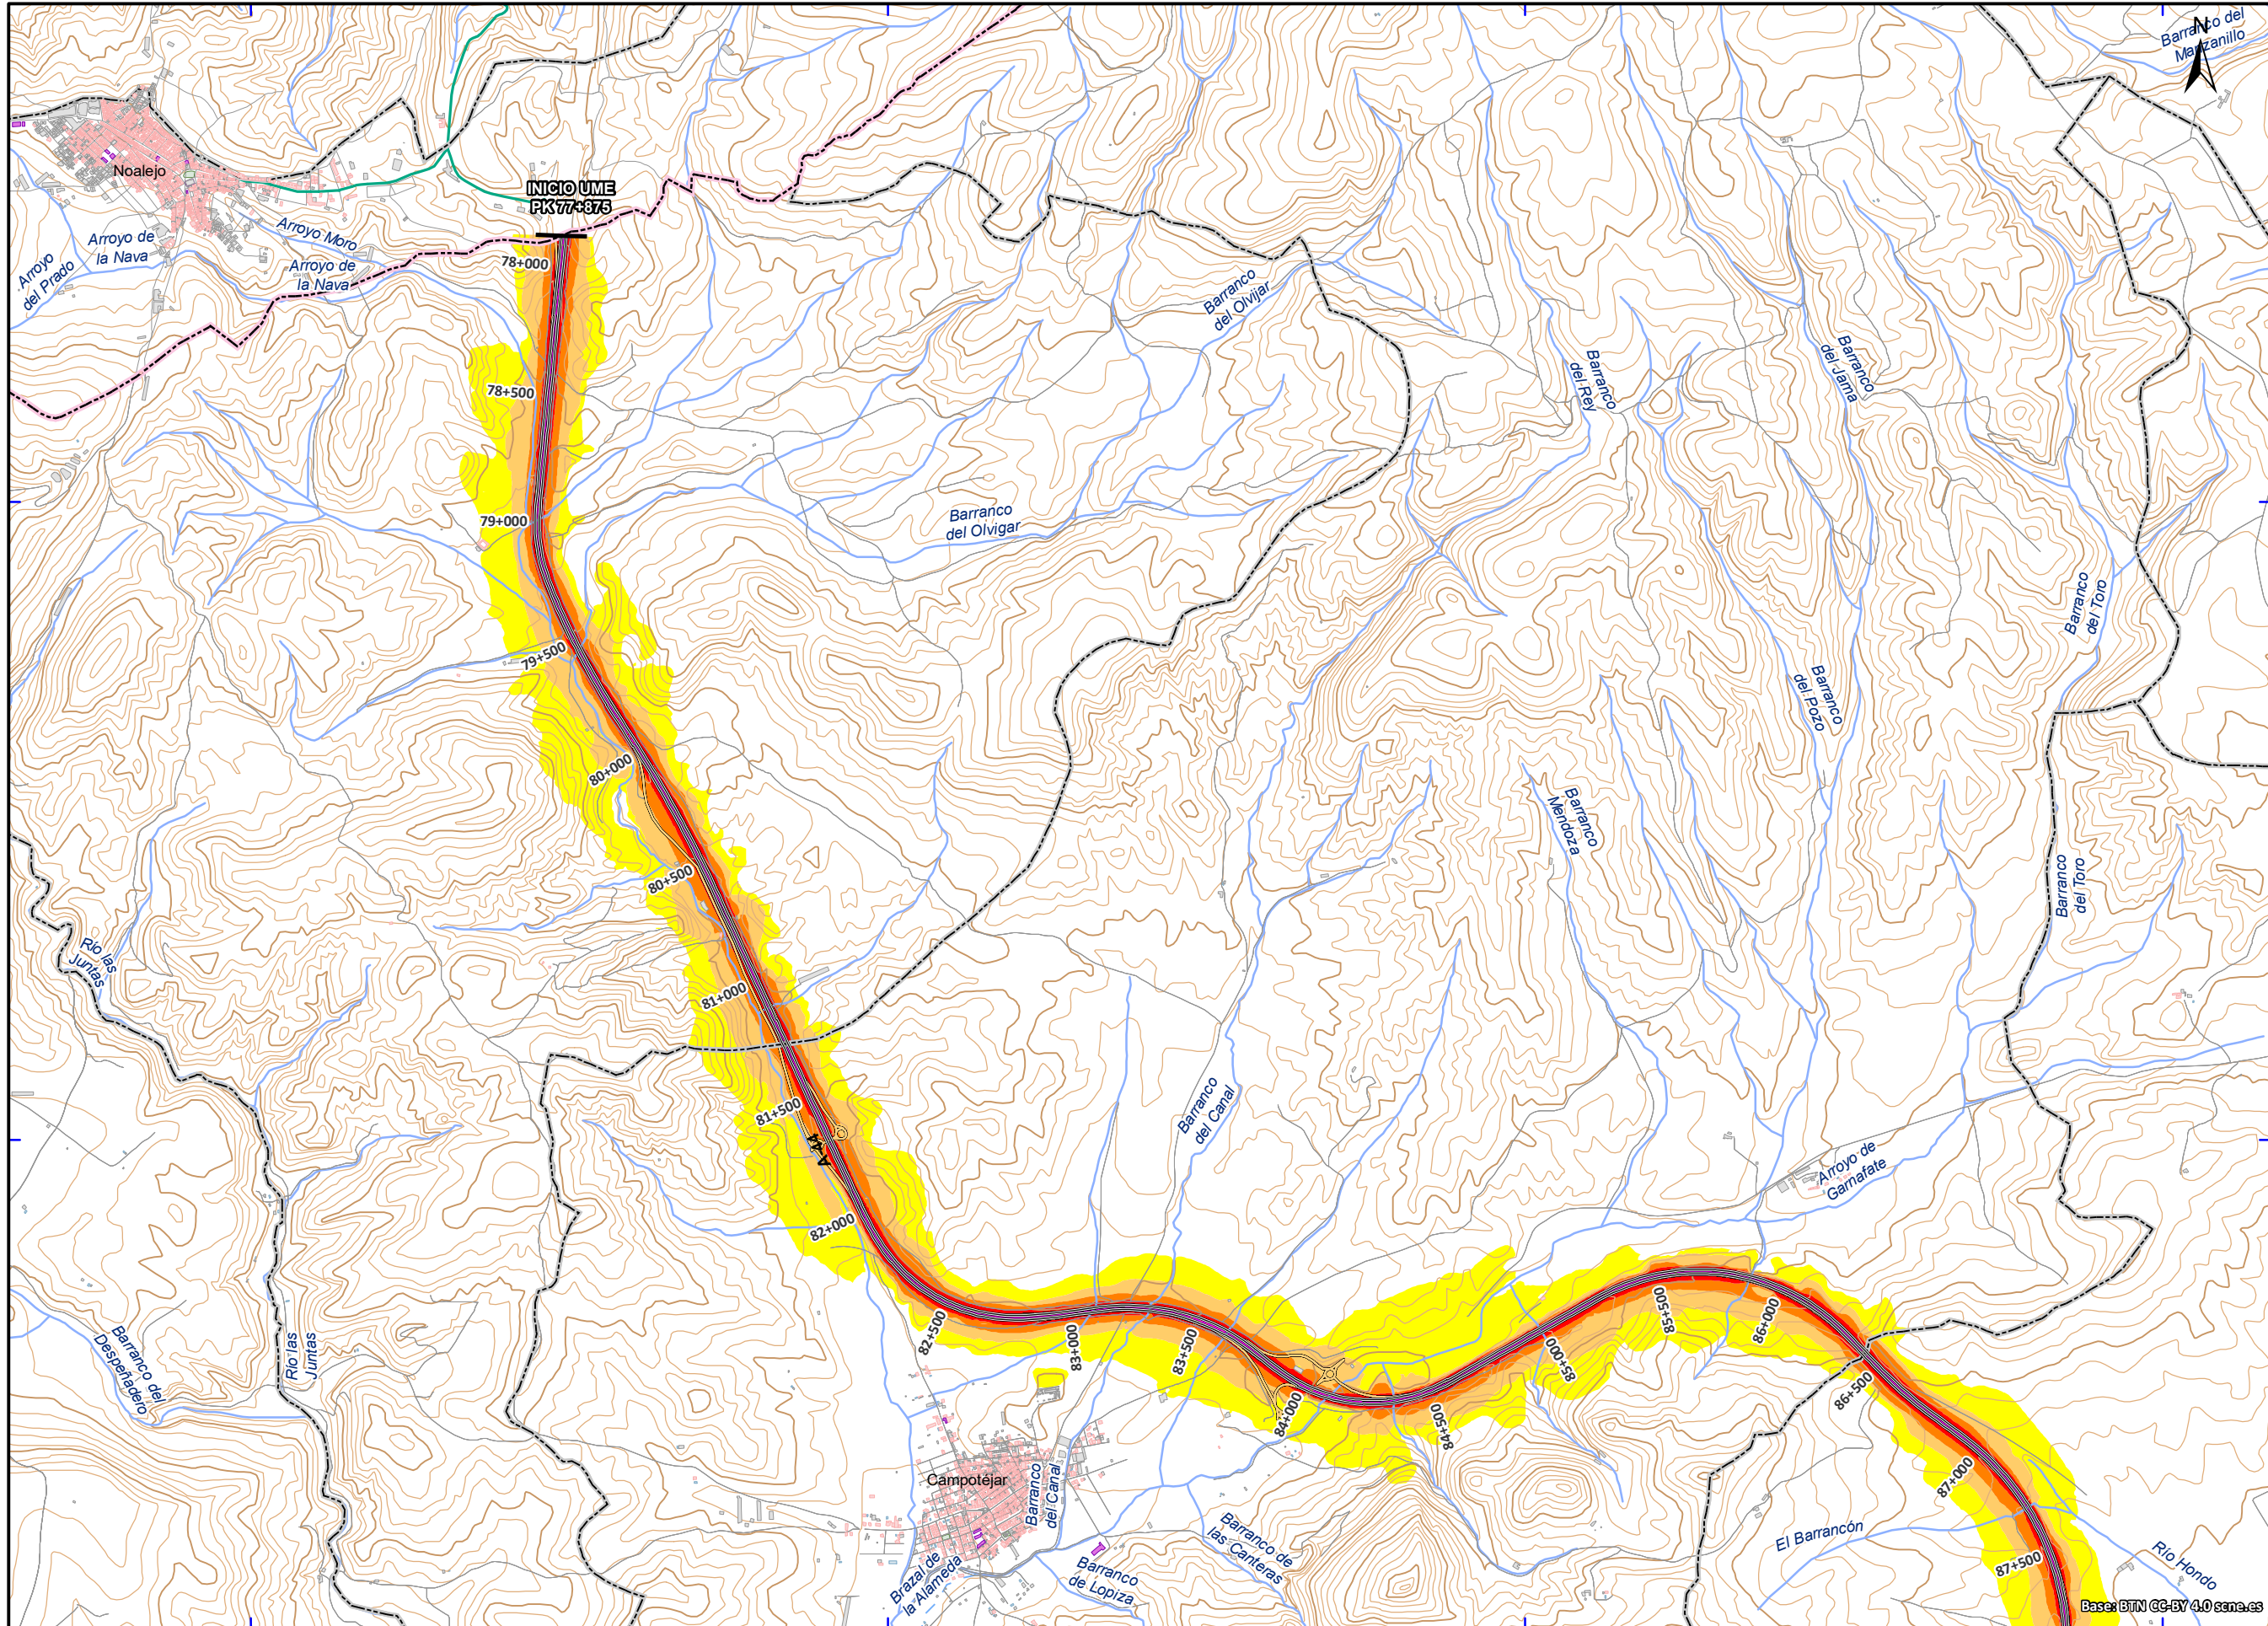 Barranco del
Manzanillo
N
Noalejo
INICIO UME
PK 77+875
Arroyo Moro
Arroyo de
la Nava
Arroyo de
la Nava
Arroyo
del Prado
78+000
Barranco
del Olvijar
78+500
Barranco
del Rey
Barranco
del Jama
79+000
Barranco
del Olvigar
79+500
Barranco
del Toro
Barranco
del Pozo
80+000
Barranco
Mendoza
80+500
Barranco
del Toro
Río las
Juntas
81+000
81+500
A-44
Barranco
del Canal
Arroyo de
Garnafate
82+000
82+500
83+000
83+500
84+000
84+500
85+000
85+500
86+000
86+500
Barranco del
Despeñadero
Río las
Juntas
Campotéjar
Barranco
del Canal
87+000
El Barrancón
Río Hondo
87+500
Barranco de
las Canteras
Barranco
de Lopiza
Brazal de
la Alameda
Base: BTN CC-BY 4.0 scne.es